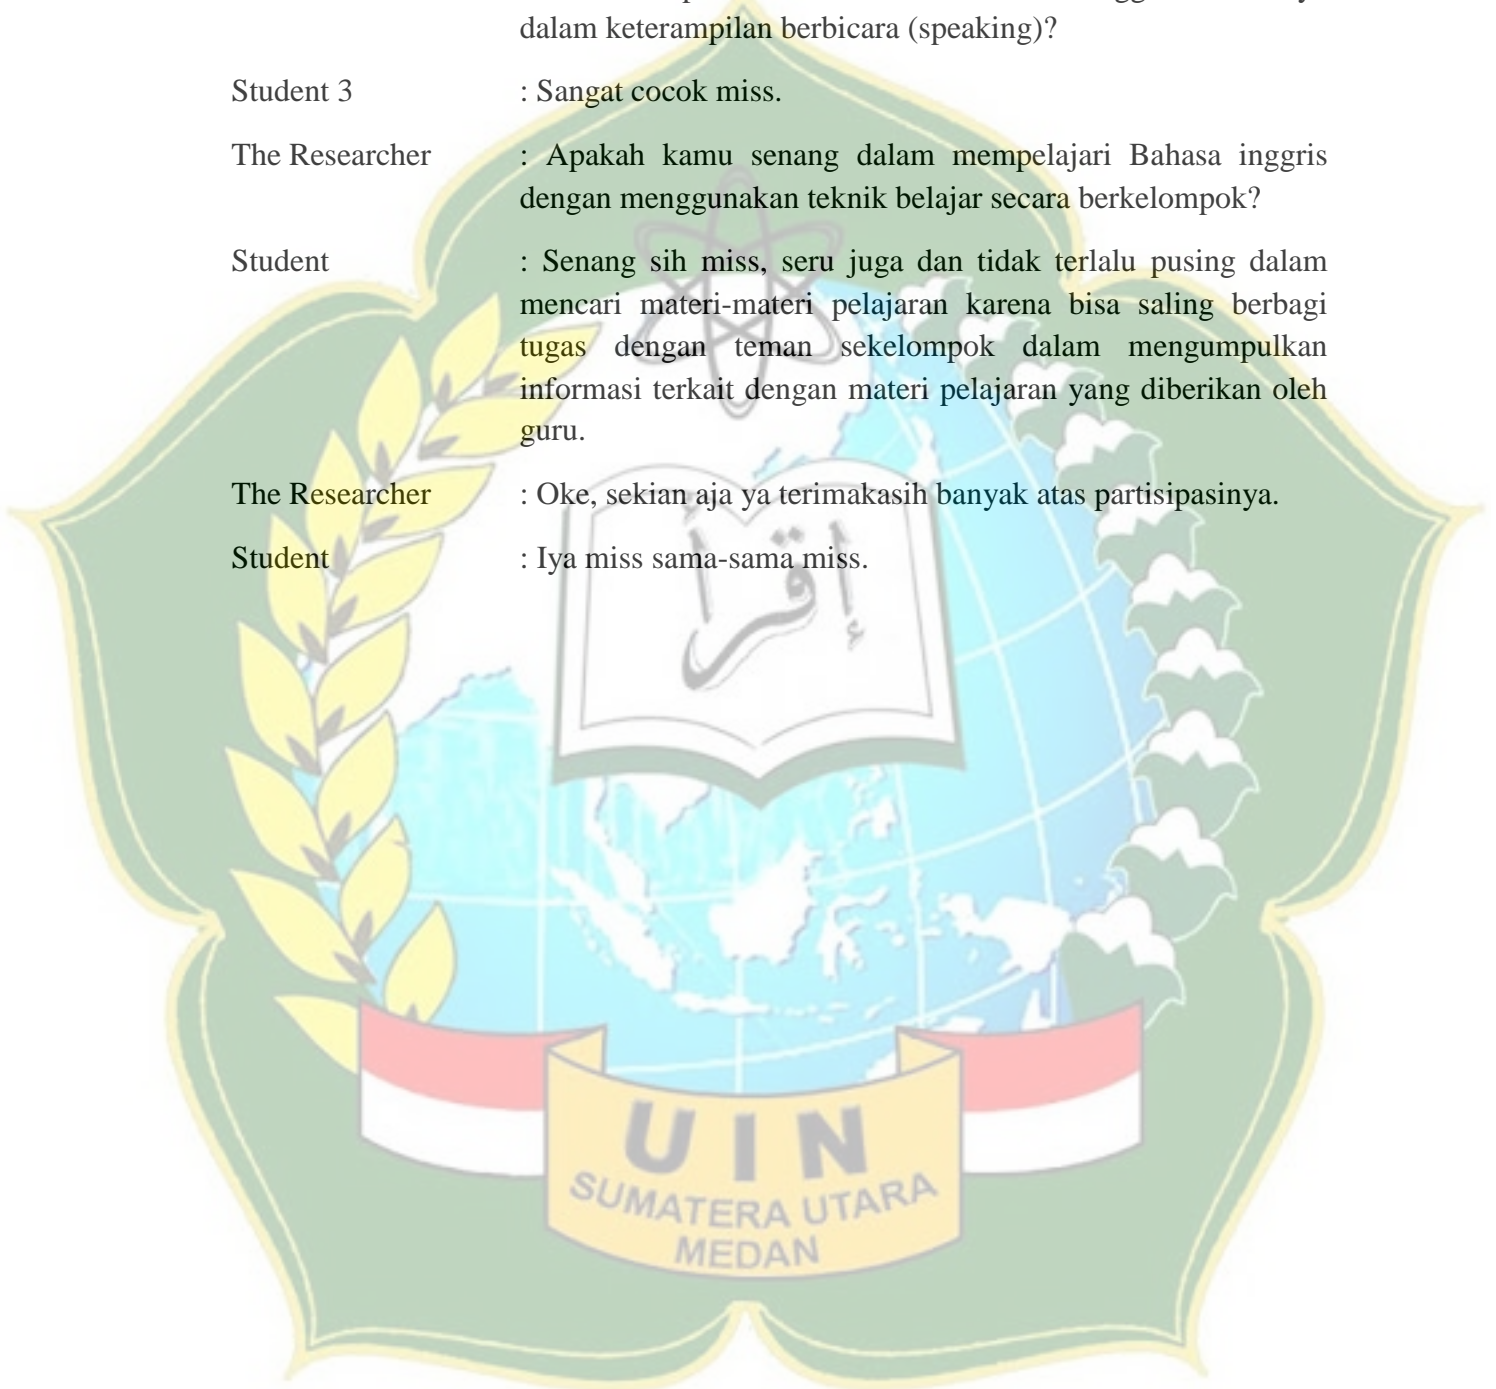 dalam keterampilan berbicara (speaking)?
Student 3 : Sangat cocok miss.
The Researcher : Apakah kamu senang dalam mempelajari Bahasa inggris
dengan menggunakan teknik belajar secara berkelompok?
Student : Senang sih miss, seru juga dan tidak terlalu pusing dalam
mencari materi-materi pelajaran karena bisa saling berbagi
tugas dengan teman sekelompok dalam mengumpulkan
informasi terkait dengan materi pelajaran yang diberikan oleh
guru.
The Researcher : Oke, sekian aja ya terimakasih banyak atas partisipasinya.
Student : Iya miss sama-sama miss.
إقرأ
UIN
SUMATERA UTARA
MEDAN